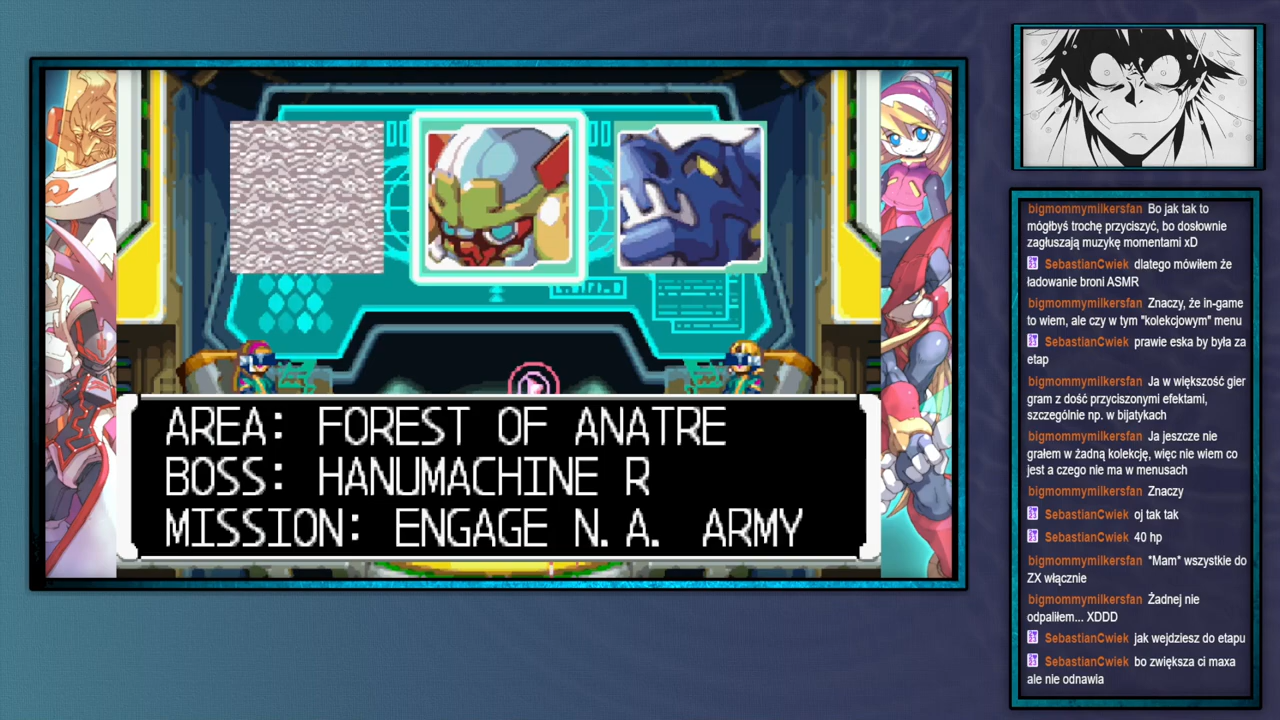 AREA: FOREST OF ANATRE
BOSS: HANUMACHINE R
MISSION: ENGAGE N.A. ARMY
bigmommymilkersfan Bo jak tak to
mógłbyś trochę przyciszyć, bo dosłownie
zagłuszają muzykę momentami xD
SebastianCwiek dlatego mówiłem że
ładowanie broni ASMR
bigmommymilkersfan Znaczy, że in-game
to wiem, ale czy w tym "kolekcjowym" menu
SebastianCwiek prawie eska by była za
etap
bigmommymilkersfan Ja w większość gier
gram z dość przyciszonymi efektami,
szczególnie np. w bijatykach
bigmommymilkersfan Ja jeszcze nie
grałem w żadną kolekcję, więc nie wiem co
jest a czego nie ma w menusach
bigmommymilkersfan Znaczy
SebastianCwiek oj tak tak
SebastianCwiek 40 hp
bigmommymilkersfan *Mam* wszystkie do
ZX włącznie
bigmommymilkersfan Żadnej nie
odpaliłem... XDDD
SebastianCwiek jak wejdziesz do etapu
SebastianCwiek bo zwiększa ci maxa
ale nie odnawia